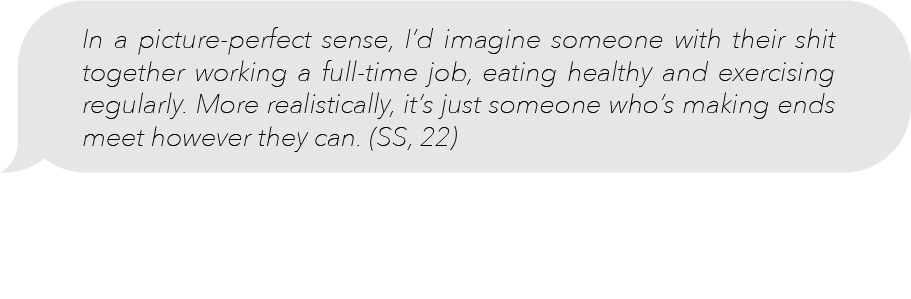 In a picture-perfect sense, I’d imagine someone with their shit
together working a full-time job, eating healthy and exercising
regularly. More realistically, it’s just someone who’s making ends
meet however they can. (SS, 22)